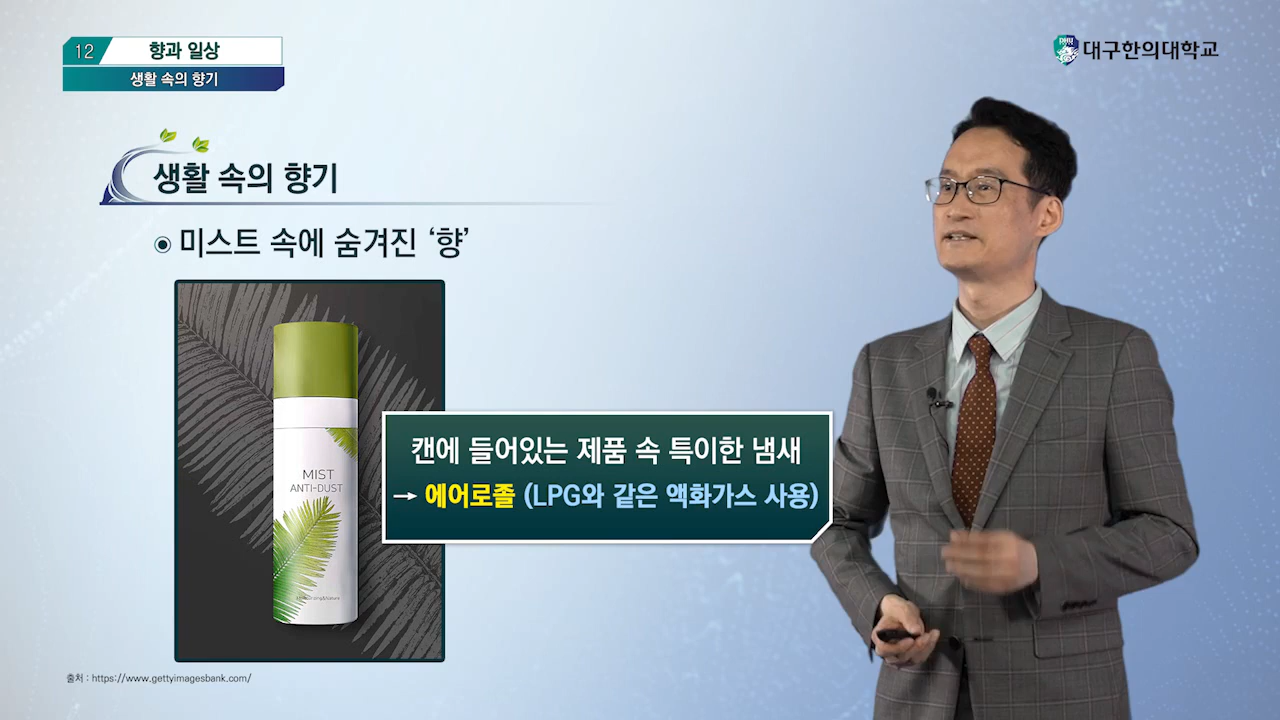 12 향과 일상
생활 속의 향기
DHU 대구한의대학교
생활 속의 향기
◉ 미스트 속에 숨겨진 ‘향’
MIST
ANTI-DUST
캔에 들어있는 제품 속 특이한 냄새
→ 에어로졸 (LPG와 같은 액화가스 사용)
출처 : https://www.gettyimagesbank.com/